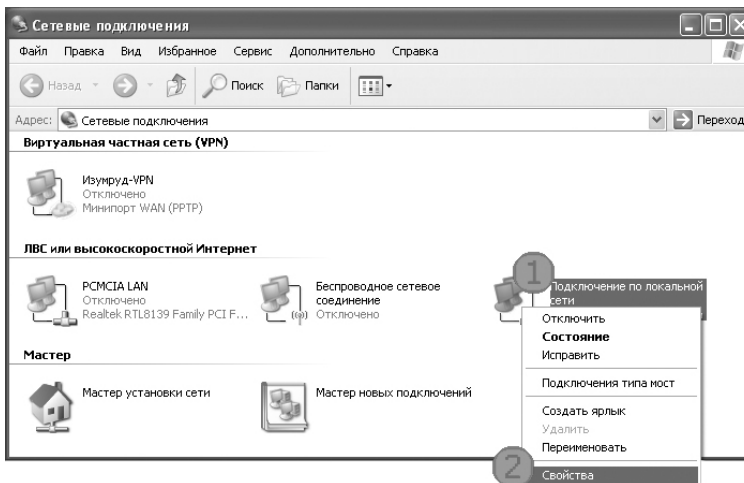 Сетевые подключения
Файл Правка Вид Избранное Сервис Дополнительно Справка
Назад Поиск Папки
Адрес: Сетевые подключения Переход
Виртуальная частная сеть (VPN)
Изумруд-VPN
Отключено
Минипорт WAN (PPTP)
ЛВС или высокоскоростной Интернет
PCMCIA LAN
Отключено
Realtek RTL8139 Family PCI F...
Беспроводное сетевое
соединение
Отключено
1
Подключение по локальной
сети
Отключить
Состояние
Исправить
Подключения типа мост
Создать ярлык
Удалить
Переименовать
2
Свойства
Мастер
Мастер установки сети
Мастер новых подключений